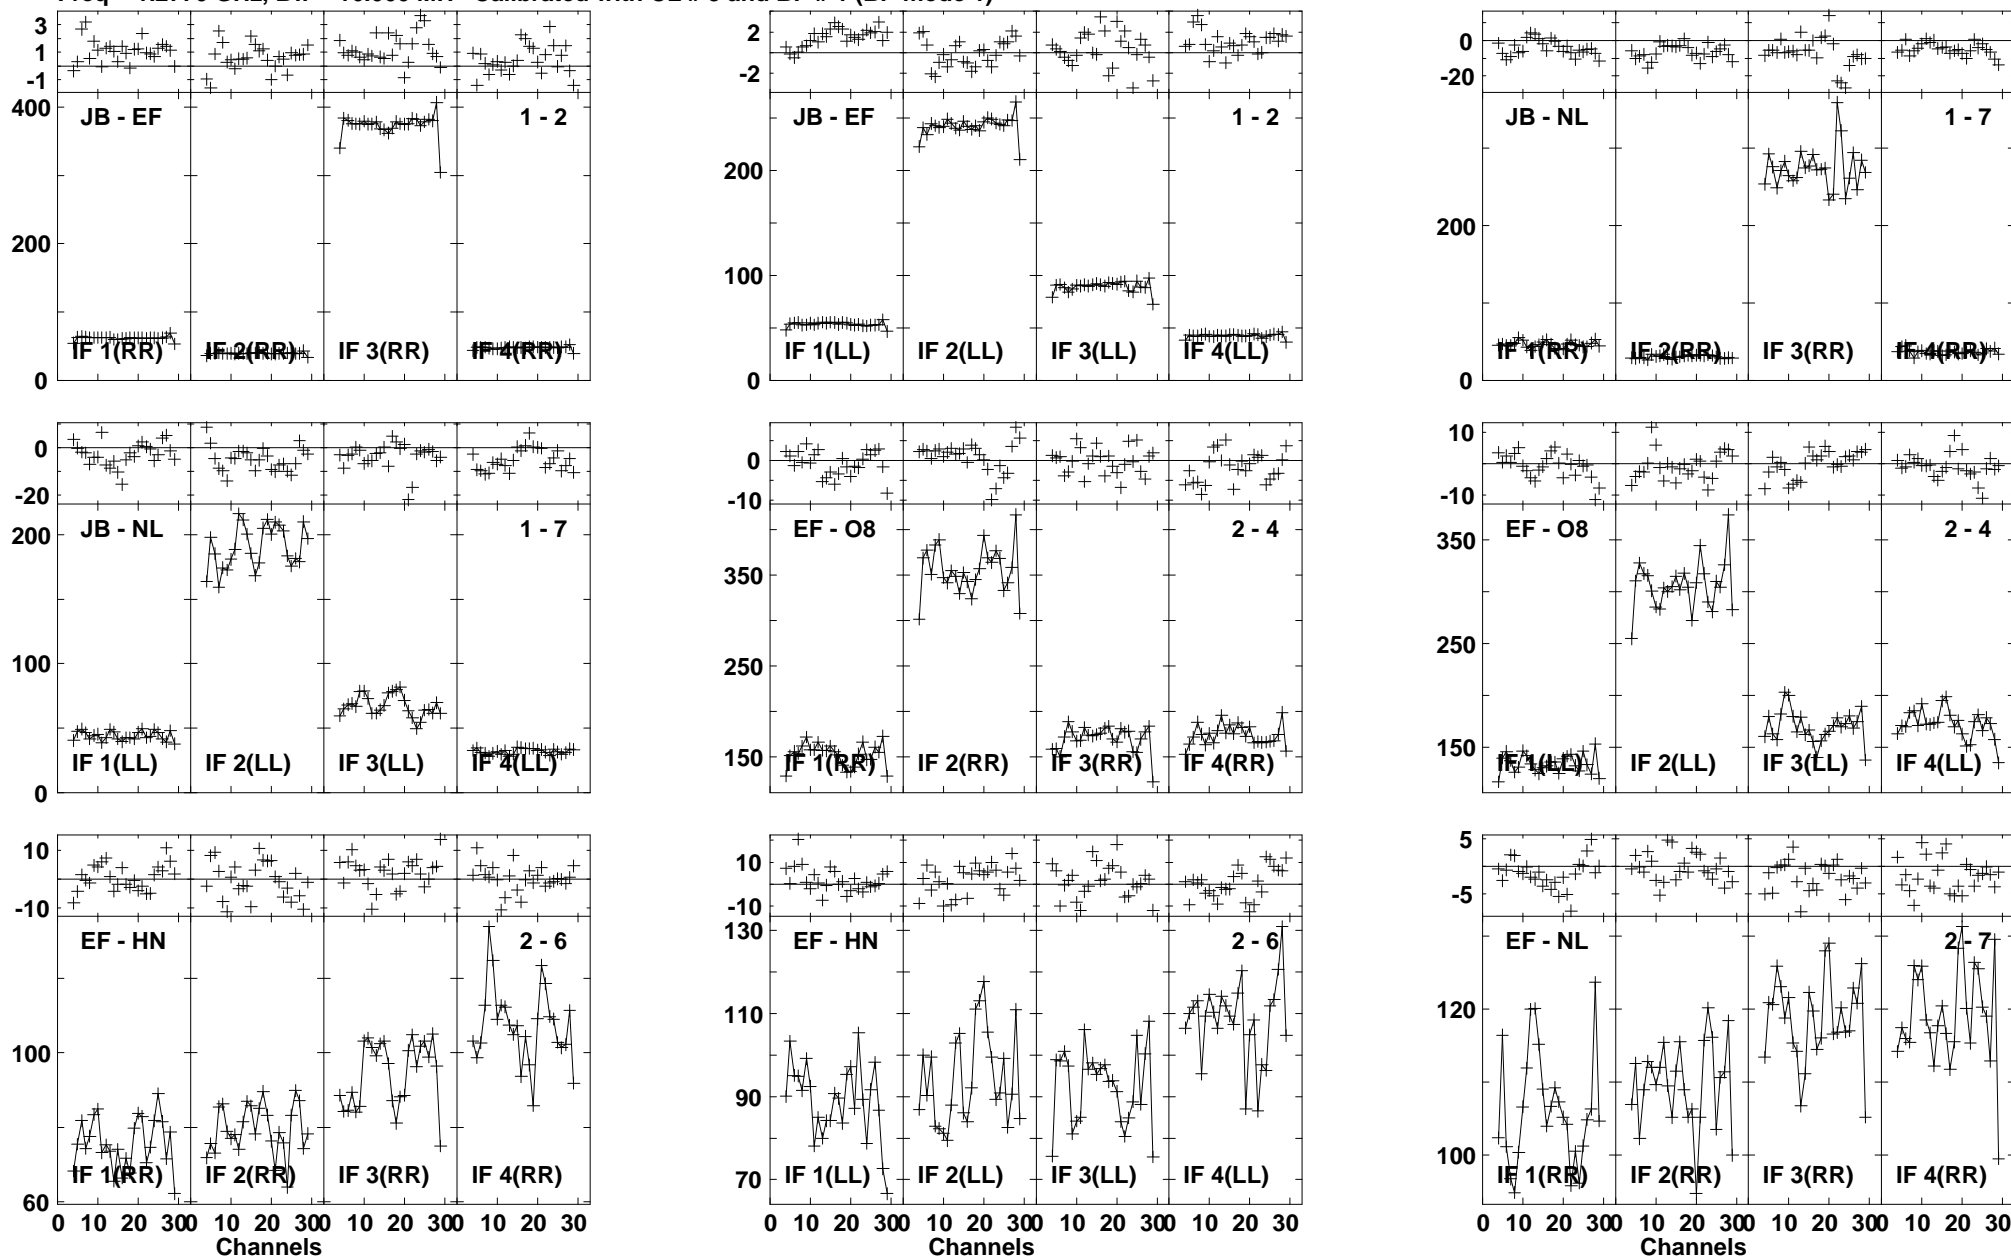 3
1
-1
400
200
0
JB - EF
1 - 2
IF 1(RR)
IF 2(RR)
IF 3(RR)
IF 4(RR)
2
-2
200
100
0
JB - EF
1 - 2
IF 1(LL)
IF 2(LL)
IF 3(LL)
IF 4(LL)
0
-20
200
0
JB - NL
1 - 7
IF 1(RR)
IF 2(RR)
IF 3(RR)
IF 4(RR)
0
-20
200
100
0
JB - NL
1 - 7
IF 1(LL)
IF 2(LL)
IF 3(LL)
IF 4(LL)
0
-10
350
250
150
EF - O8
2 - 4
IF 1(RR)
IF 2(RR)
IF 3(RR)
IF 4(RR)
10
-10
350
250
150
EF - O8
2 - 4
IF 1(LL)
IF 2(LL)
IF 3(LL)
IF 4(LL)
10
-10
100
60
EF - HN
2 - 6
IF 1(RR)
IF 2(RR)
IF 3(RR)
IF 4(RR)
0 10 20 30 0 10 20 30 0 10 20 30 0 10 20 30
Channels
10
-10
130
110
90
70
EF - HN
2 - 6
IF 1(LL)
IF 2(LL)
IF 3(LL)
IF 4(LL)
0 10 20 30 0 10 20 30 0 10 20 30 0 10 20 30
Channels
5
-5
120
100
EF - NL
2 - 7
IF 1(RR)
IF 2(RR)
IF 3(RR)
IF 4(RR)
0 10 20 30 0 10 20 30 0 10 20 30 0 10 20 30
Channels